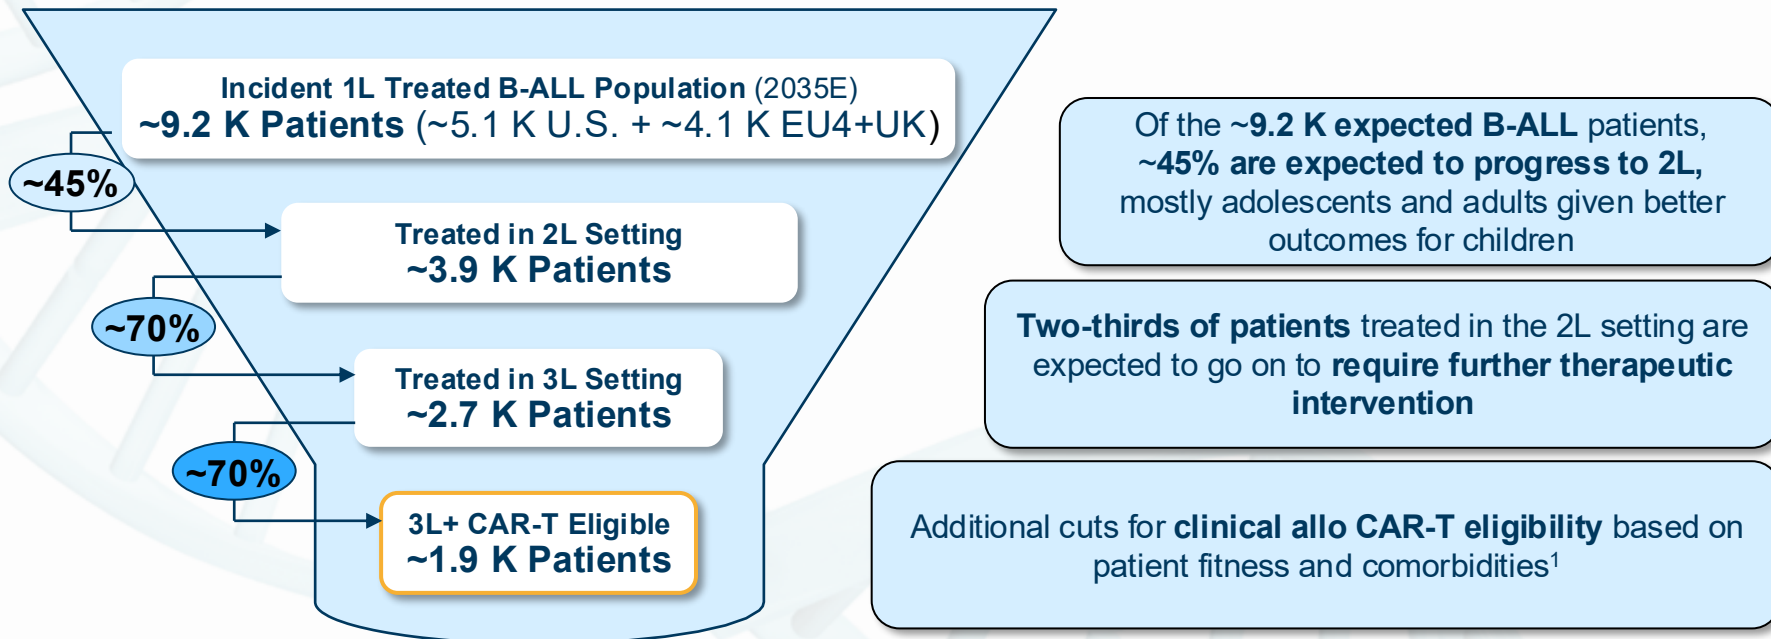 Incident 1L Treated B-ALL Population (2035E)
~9.2 K Patients (~5.1 K U.S. + ~4.1 K EU4+UK)
~45%
Treated in 2L Setting
~3.9 K Patients
~70%
Treated in 3L Setting
~2.7 K Patients
~70%
3L+ CAR-T Eligible
~1.9 K Patients
Of the ~9.2 K expected B-ALL patients,
~45% are expected to progress to 2L,
mostly adolescents and adults given better
outcomes for children
Two-thirds of patients treated in the 2L setting are
expected to go on to require further therapeutic
intervention
Additional cuts for clinical allo CAR-T eligibility based on
patient fitness and comorbidities¹